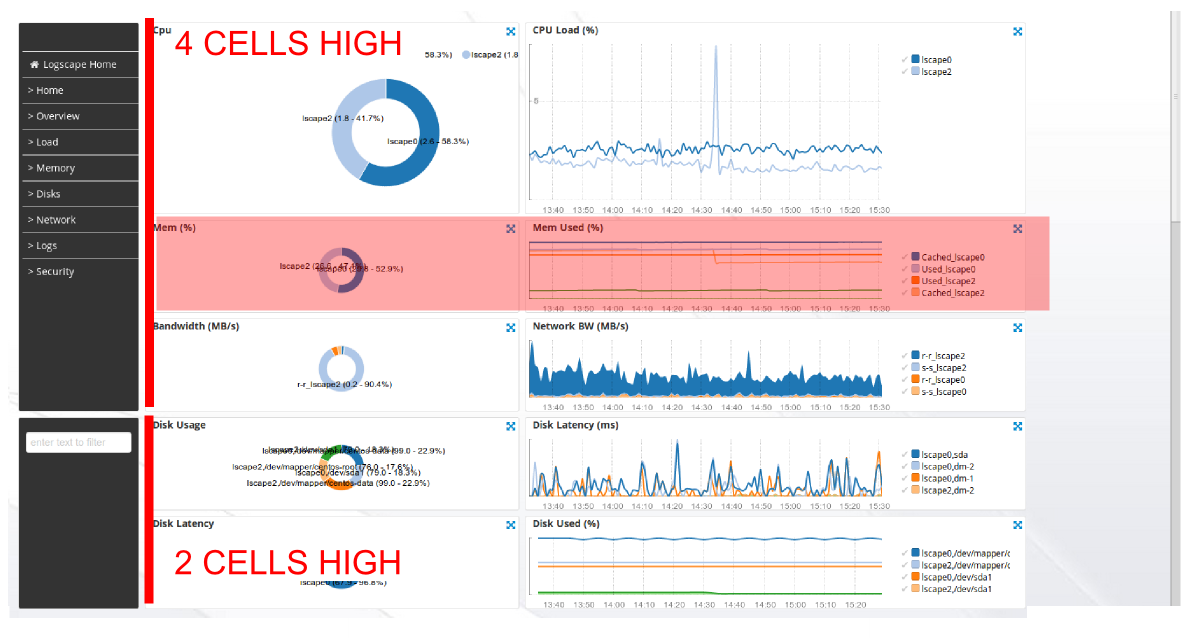 Cpu
4 CELLS HIGH
58.3%) lscape2 (1.8
lscape2 (1.8 - 41.7%)
lscape0 (2.6 - 58.3%)
CPU Load (%)
8
lscape0
lscape2
13:40 13:50 14:00 14:10 14:20 14:30 14:40 14:50 15:00 15:10 15:20 15:30
Logscape Home
> Home
> Overview
> Load
> Memory
> Disks
> Network
> Logs
> Security
Mem (%)
lscape2 (26.6 - 47.1%)
- 52.9%)
Mem Used (%)
Cached_lscape0
Used_lscape0
Used_lscape2
Cached_lscape2
13:40 13:50 14:00 14:10 14:20 14:30 14:40 14:50 15:00 15:10 15:20 15:30
Bandwidth (MB/s)
r-r_lscape2 (0.2 - 90.4%)
Network BW (MB/s)
r-r_lscape2
s-s_lscape2
r-r_lscape0
s-s_lscape0
13:40 13:50 14:00 14:10 14:20 14:30 14:40 14:50 15:00 15:10 15:20 15:30
enter text to filter
Disk Usage
(99.0 - 22.9%)
lscape2,/dev/mapper/centos-root (76.0 - 17.6%)
lscape0,/dev/sda1 (79.0 - 18.3%)
lscape2,/dev/mapper/centos-data (99.0 - 22.9%)
Disk Latency (ms)
lscape0,sda
lscape0,dm-2
lscape0,dm-1
lscape2,dm-2
13:40 13:50 14:00 14:10 14:20 14:30 14:40 14:50 15:00 15:10 15:20 15:30
Disk Latency
2 CELLS HIGH
lscape0 (67.9 - 96.8%)
Disk Used (%)
lscape0,/dev/mapper/c
lscape2,/dev/mapper/c
lscape0,/dev/sda1
lscape2,/dev/sda1
13:40 13:50 14:00 14:10 14:20 14:30 14:40 14:50 15:00 15:10 15:20